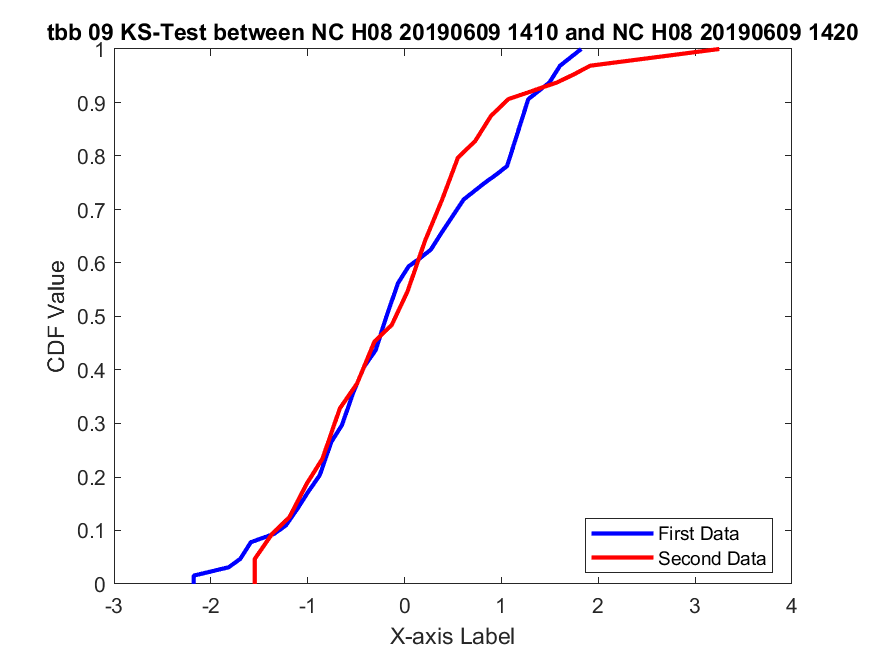 tbb 09 KS-Test between NC H08 20190609 1410 and NC H08 20190609 1420
1
0.9
0.8
0.7
0.6
0.5
0.4
0.3
0.2
0.1
0
CDF Value
First Data
Second Data
-3 -2 -1 0 1 2 3 4
X-axis Label